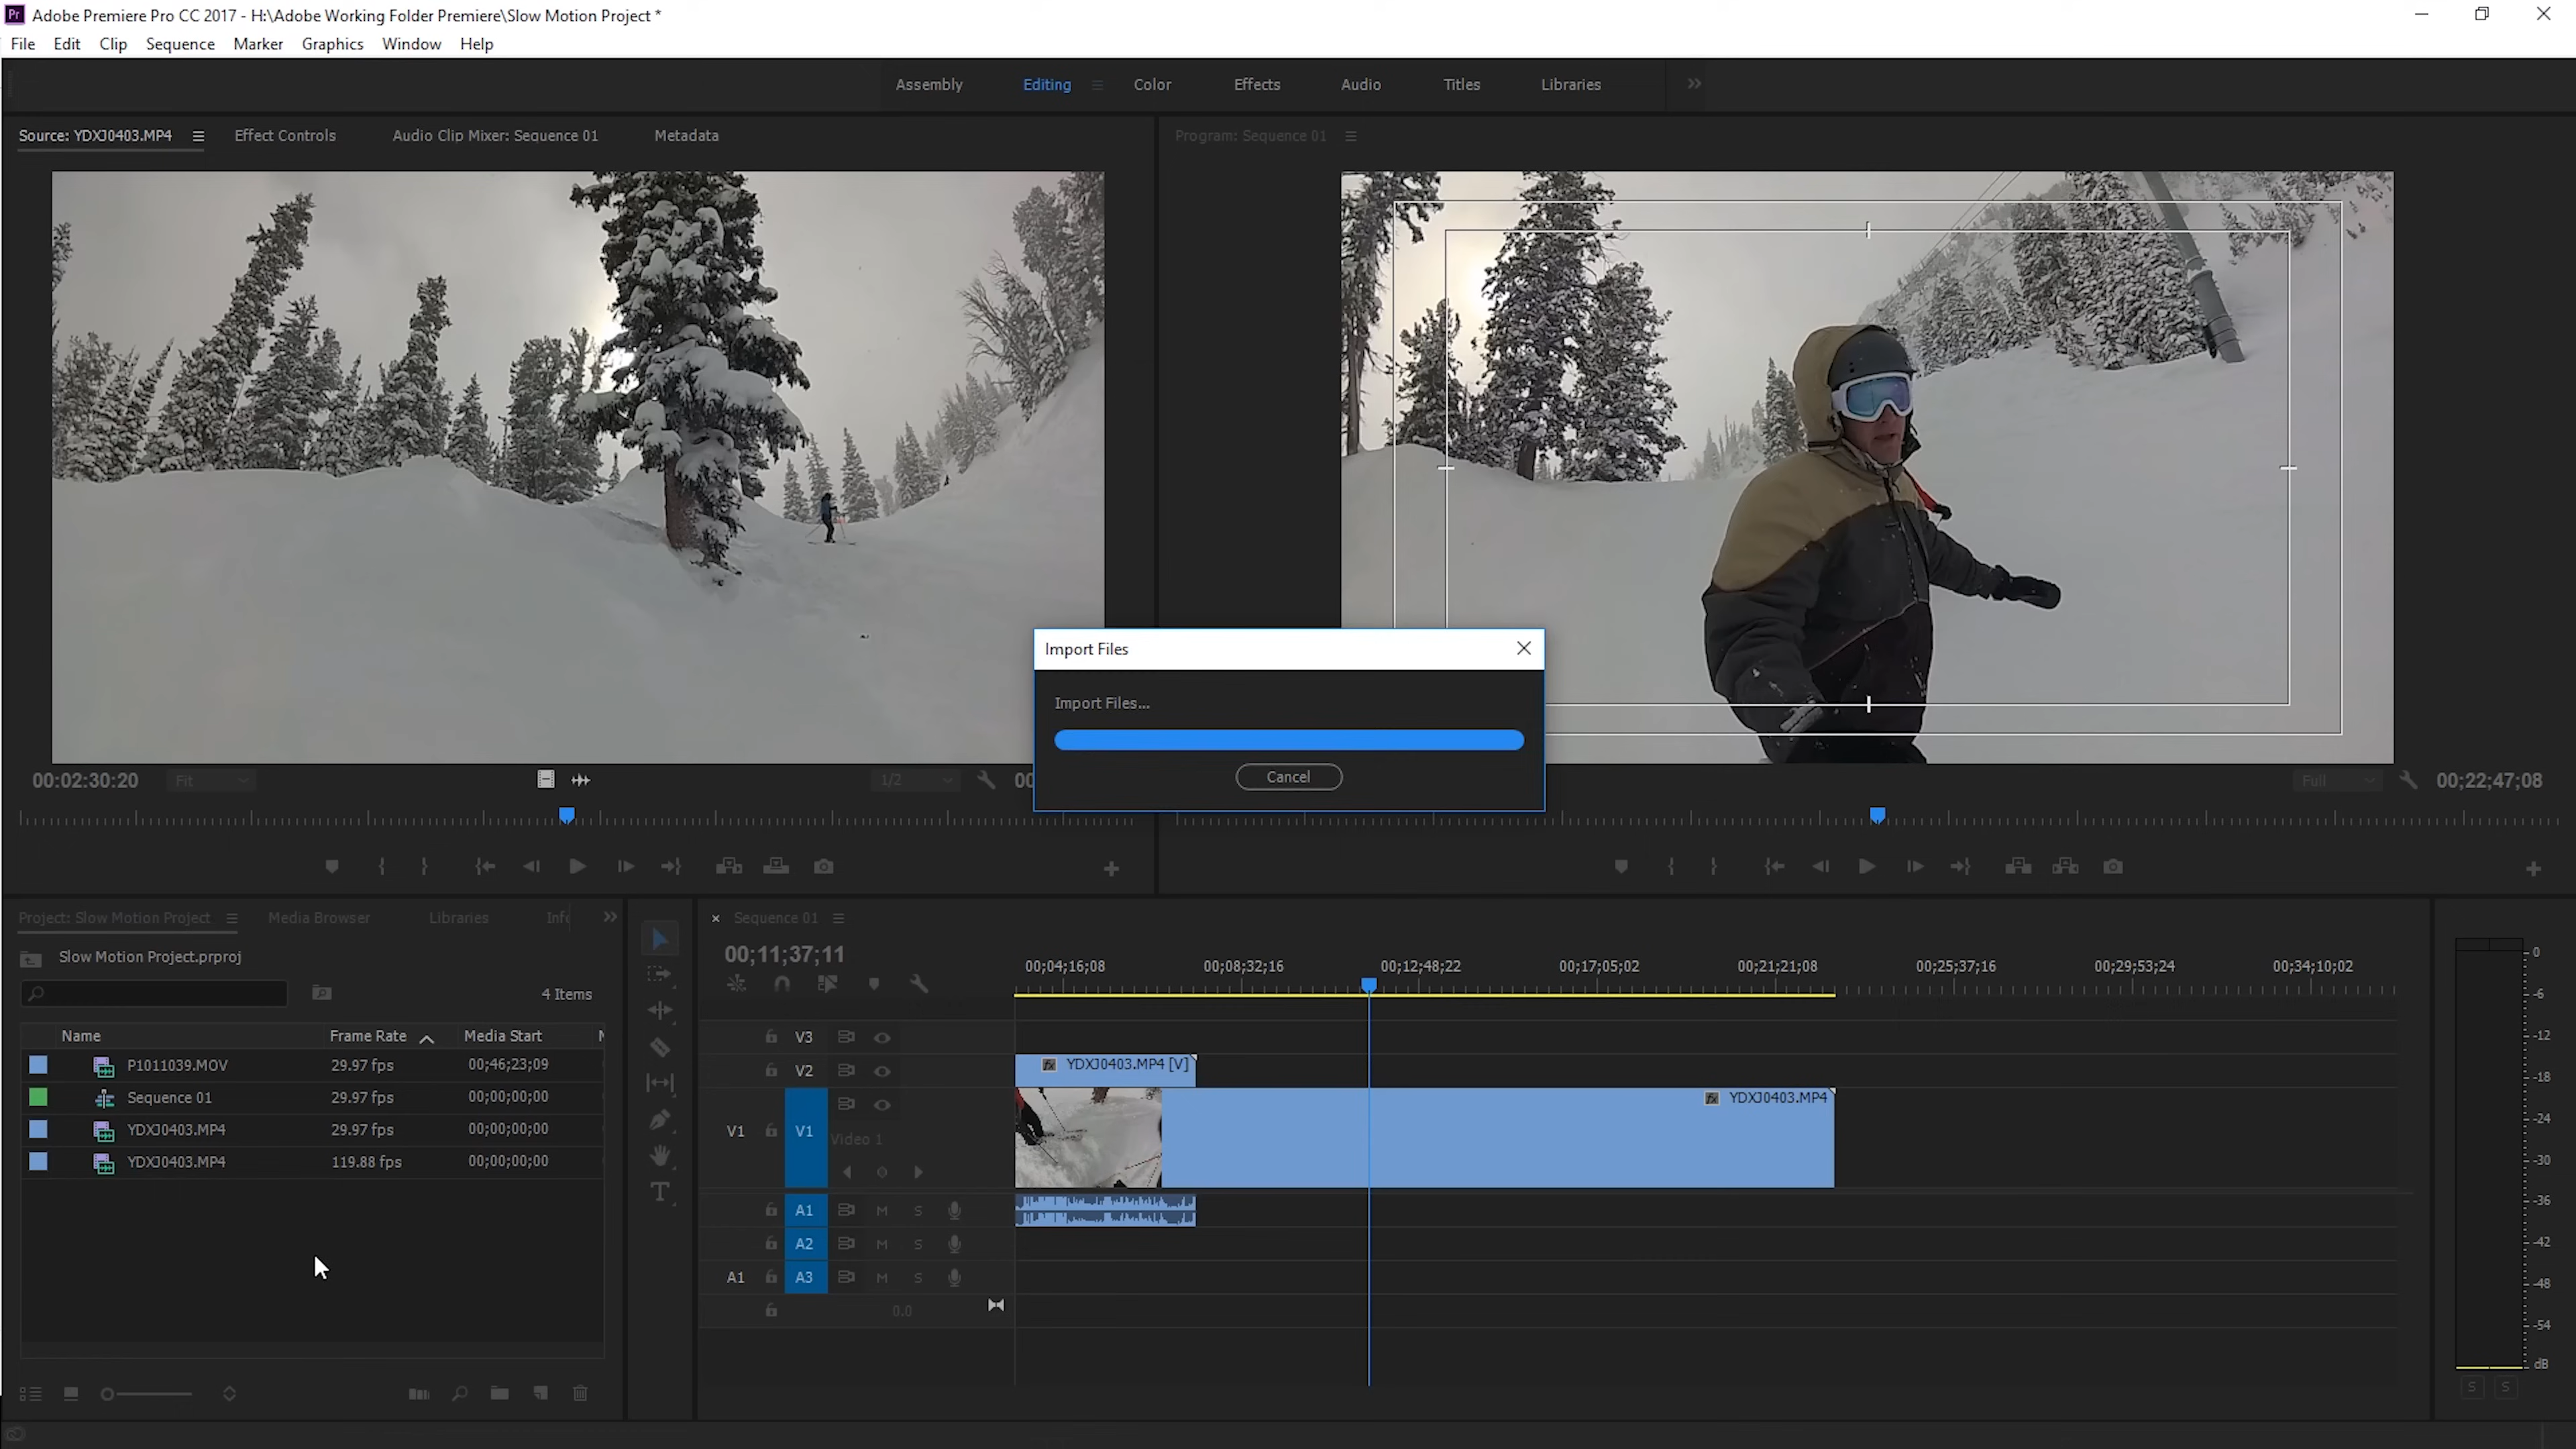 Adobe Premiere Pro CC 2017 - H:\Adobe Working Folder Premiere\Slow Motion Project *
File Edit Clip Sequence Marker Graphics Window Help
Assembly Editing Color Effects Audio Titles Libraries
Source: YDXJ0403.MP4 Effect Controls Audio Clip Mixer: Sequence 01 Metadata
Program: Sequence 01
Import Files
Import Files...
Cancel
00:02:30:20 Fit 1/2
Full 00;22;47;08
Project: Slow Motion Project Media Browser Libraries
Slow Motion Project.prproj
4 Items
Name Frame Rate Media Start
P1011039.MOV 29.97 fps 00;46;23;09
Sequence 01 29.97 fps 00;00;00;00
YDXJ0403.MP4 29.97 fps 00;00;00;00
YDXJ0403.MP4 119.88 fps 00;00;00;00
Sequence 01
00;11;37;11
00;04;16;08 00;08;32;16 00;12;48;22 00;17;05;02 00;21;21;08 00;25;37;16 00;29;53;24 00;34;10;02
V3
V2
YDXJ0403.MP4 [V]
YDXJ0403.MP4
V1 V1 Video 1
A1 M S
A2 M S
A1 A3 M S
0.0
0
-6
-12
-18
-24
-30
-36
-42
-48
-54
dB
S S